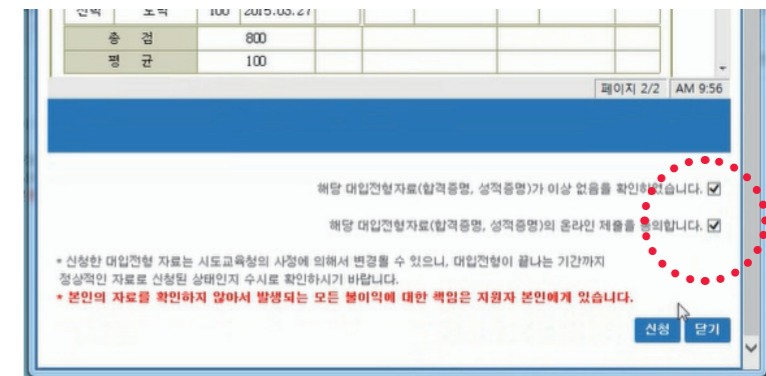 선택 도덕 100 2015.03.27
총 점 800
평 균 100
페이지 2/2 AM 9:56
해당 대입전형자료(합격증명, 성적증명)가 이상 없음을 확인하였습니다.
해당 대입전형자료(합격증명, 성적증명)의 온라인 제출을 동의합니다.
* 신청한 대입전형 자료는 시도교육청의 사정에 의해서 변경될 수 있으니, 대입전형이 끝나는 기간까지
정상적인 자료로 신청된 상태인지 수시로 확인하시기 바랍니다.
* 본인의 자료를 확인하지 않아서 발생되는 모든 불이익에 대한 책임은 지원자 본인에게 있습니다.
신청 닫기